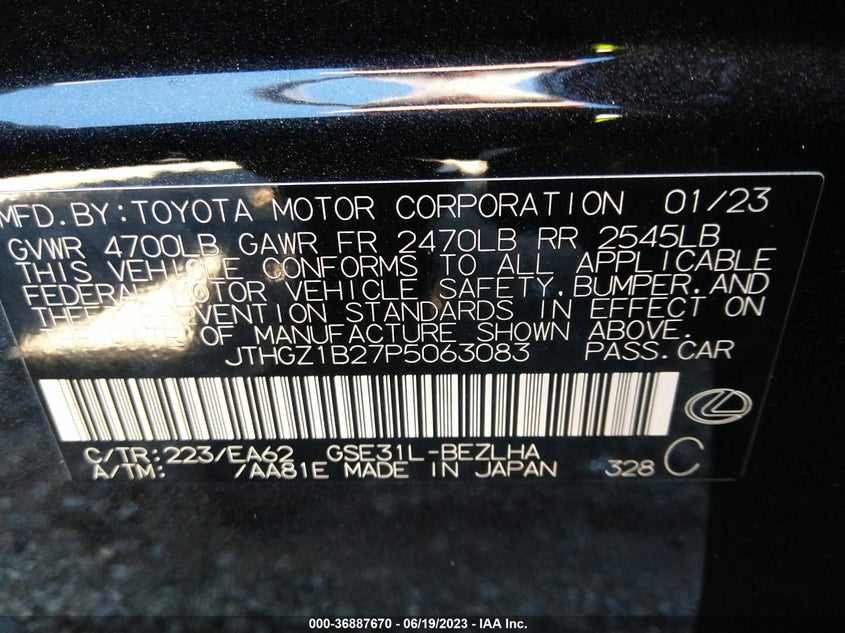 MFD.BY:TOYOTA MOTOR CORPORATION 01/23
GVWR 4700LB GAWR FR 2470LB RR 2545LB
THIS VEHICLE CONFORMS TO ALL APPLICABLE
FEDERAL MOTOR VEHICLE SAFETY, BUMPER, AND
THEFT PREVENTION STANDARDS IN EFFECT ON
THE DATE OF MANUFACTURE SHOWN ABOVE.
JTHGZ1B27P5063083 PASS.CAR
C/TR:223/EA62 GSE31L-BEZLHA
A/TM: /AA81E MADE IN JAPAN 328 C
000-36887670 - 06/19/2023 - IAA Inc.